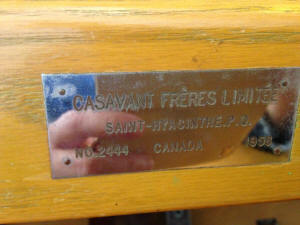 CASAVANT FRÈRES LIMITÉE
SAINT-HYACINTHE, P.Q.
NO. 2444 CANADA